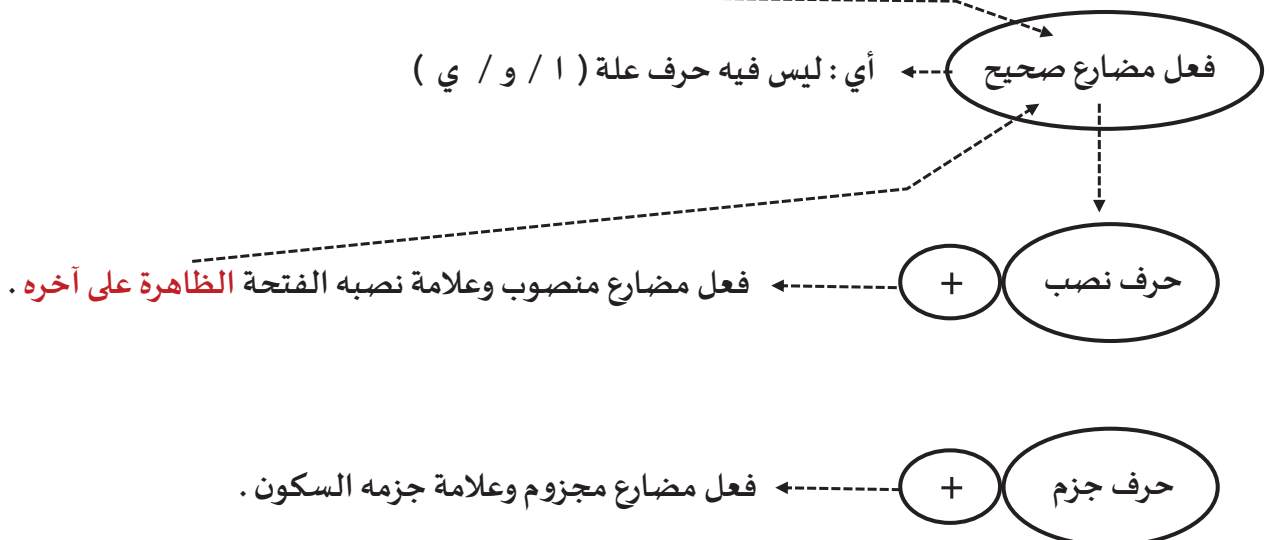 فعل مضارع صحيح أي : ليس فيه حرف علة ( ا / و / ي )
حرف نصب + فعل مضارع منصوب وعلامة نصبه الفتحة الظاهرة على آخره .
حرف جزم + فعل مضارع مجزوم وعلامة جزمه السكون .